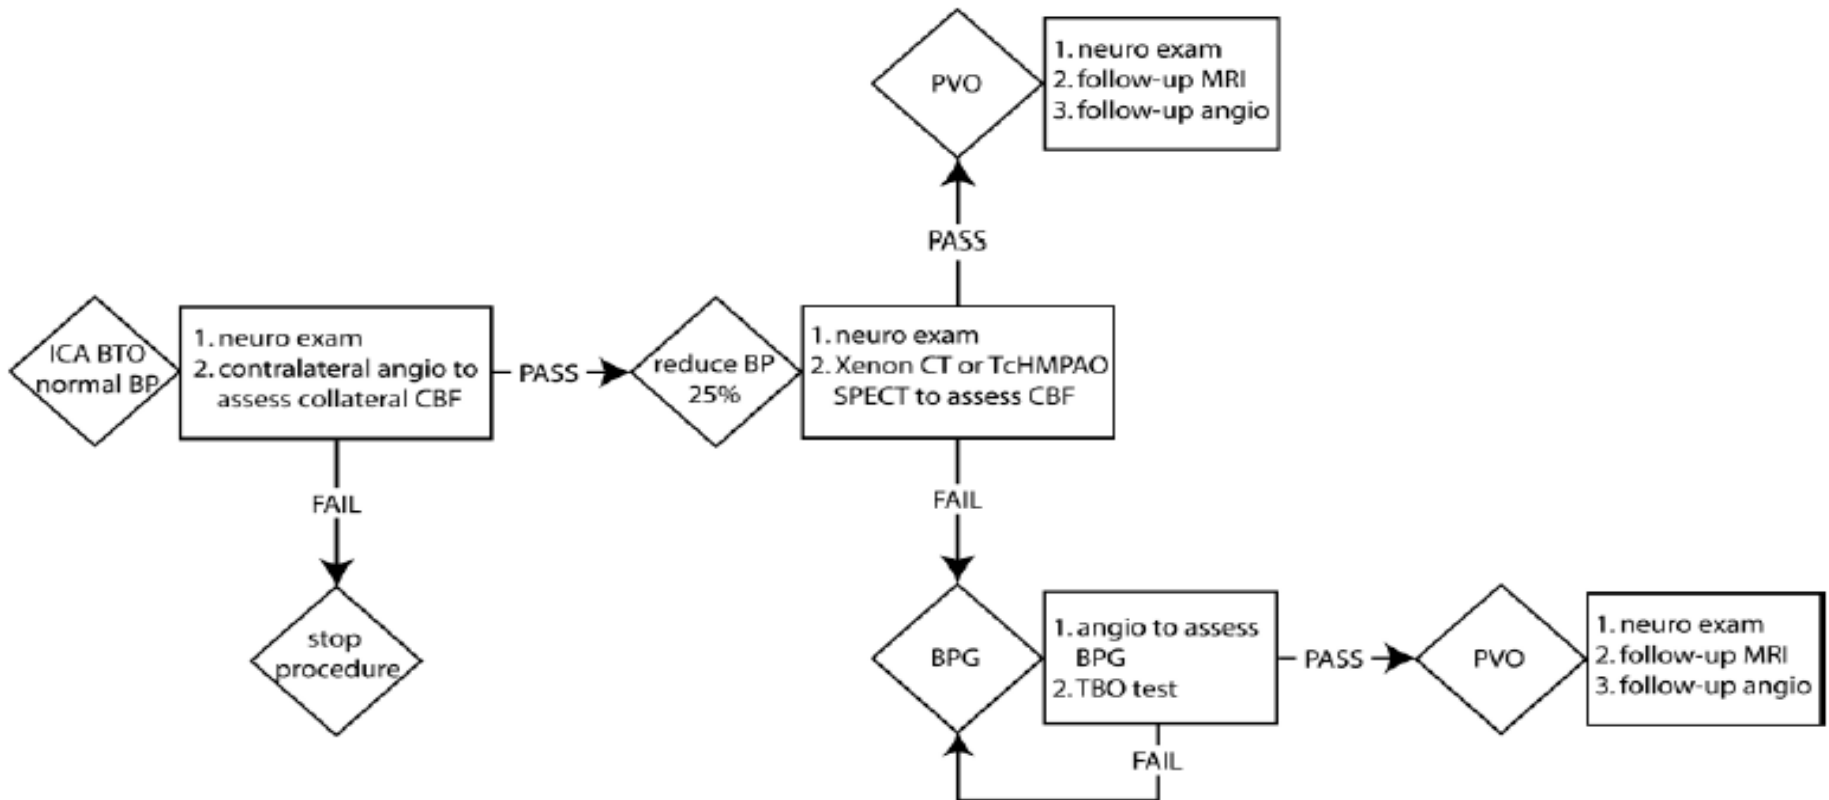 PVO
1. neuro exam
2. follow-up MRI
3. follow-up angio
PASS
ICA BTO
normal BP
1. neuro exam
2. contralateral angio to
assess collateral CBF
PASS
reduce BP
25%
1. neuro exam
2. Xenon CT or TcHMPAO
SPECT to assess CBF
FAIL
FAIL
stop
procedure
BPG
1. angio to assess
BPG
2. TBO test
PASS
PVO
1. neuro exam
2. follow-up MRI
3. follow-up angio
FAIL